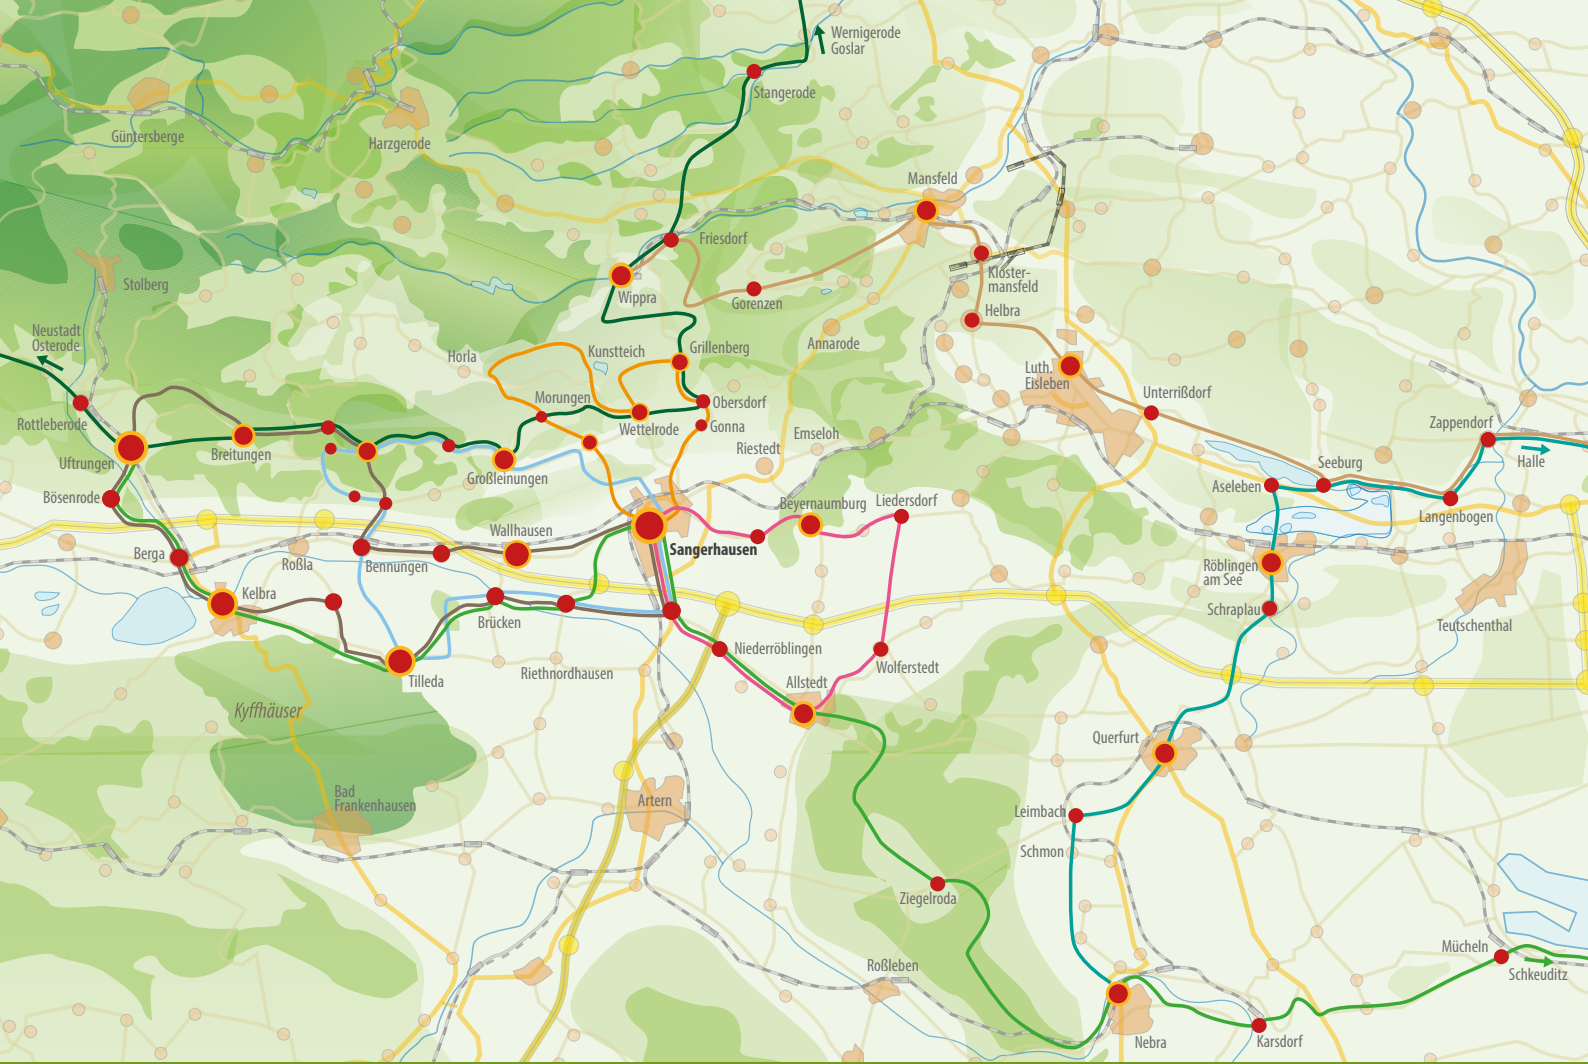 Wernigerode
Goslar
Stangerode
Güntersberge
Harzgerode
Mansfeld
Friesdorf
Stolberg
Wippra
Gorenzen
Kloster-
mansfeld
Helbra
Neustadt
Osterode
Horla
Kunstteich
Grillenberg
Annarode
Luth.
Eisleben
Unterrißdorf
Morungen
Obersdorf
Rottleberode
Wettelrode
Gonna
Emseloh
Zappendorf
Uftrungen
Breitungen
Riestedt
Halle
Großleinungen
Seeburg
Aseleben
Bösenrode
Beyernaumburg
Liedersdorf
Langenbogen
Wallhausen
Sangerhausen
Berga
Roßla
Bennungen
Röblingen
am See
Kelbra
Schraplau
Brücken
Teutschenthal
Niederröblingen
Wolferstedt
Tilleda
Riethnordhausen
Allstedt
Kyffhäuser
Querfurt
Bad
Frankenhausen
Artern
Leimbach
Schmon
Ziegelroda
Mücheln
Roßleben
Schkeuditz
Nebra
Karsdorf